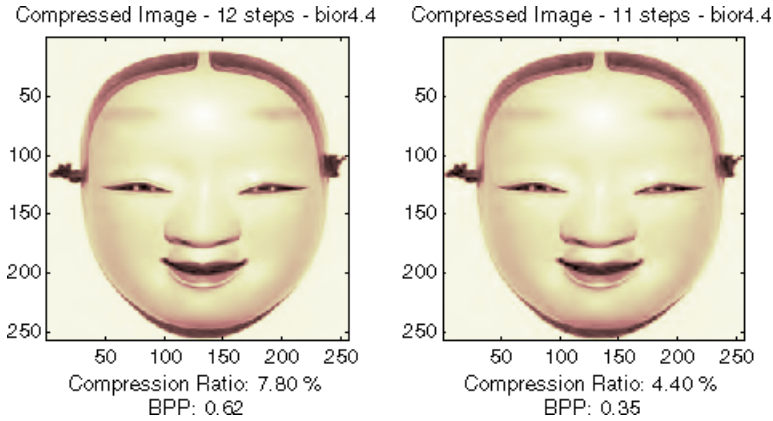 Compressed Image - 12 steps - bior4.4
50
100
150
200
250
50 100 150 200 250
Compression Ratio: 7.80 %
BPP: 0.62
Compressed Image - 11 steps - bior4.4
50
100
150
200
250
50 100 150 200 250
Compression Ratio: 4.40 %
BPP: 0.35